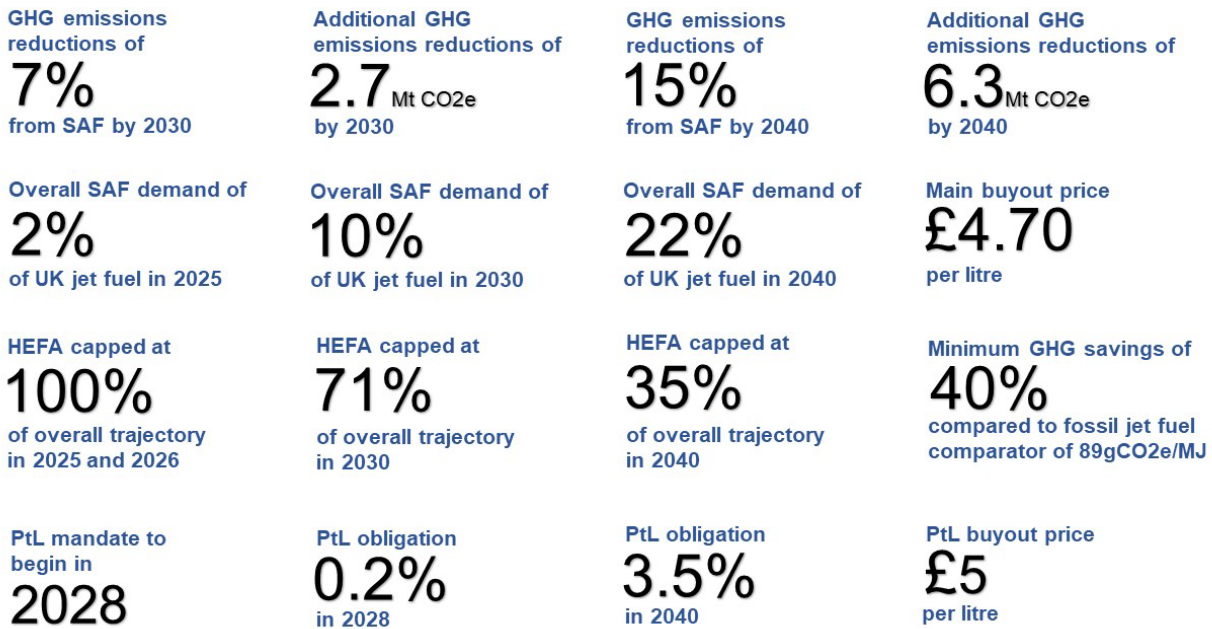 GHG emissions
reductions of
7%
from SAF by 2030
Additional GHG
emissions reductions of
2.7 Mt CO2e
by 2030
GHG emissions
reductions of
15%
from SAF by 2040
Additional GHG
emissions reductions of
6.3 Mt CO2e
by 2040
Overall SAF demand of
2%
of UK jet fuel in 2025
Overall SAF demand of
10%
of UK jet fuel in 2030
Overall SAF demand of
22%
of UK jet fuel in 2040
Main buyout price
£4.70
per litre
HEFA capped at
100%
of overall trajectory
in 2025 and 2026
HEFA capped at
71%
of overall trajectory
in 2030
HEFA capped at
35%
of overall trajectory
in 2040
Minimum GHG savings of
40%
compared to fossil jet fuel
comparator of 89gCO2e/MJ
PtL mandate to
begin in
2028
PtL obligation
0.2%
in 2028
PtL obligation
3.5%
in 2040
PtL buyout price
£5
per litre